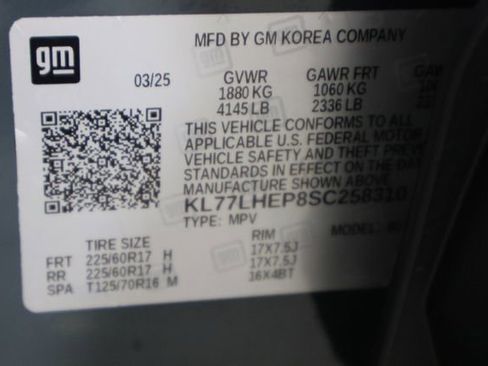 gm
MFD BY GM KOREA COMPANY
03/25 GVWR GAWR FRT
1880 KG 1060 KG
4145 LB 2336 LB
THIS VEHICLE CONFORMS TO ALL
APPLICABLE U.S. FEDERAL MOTOR
VEHICLE SAFETY AND THEFT
STANDARDS IN EFFECT ON THE
MANUFACTURE SHOWN ABOVE.
KL77LHEP8SC258310
TYPE: MPV MODEL:
TIRE SIZE RIM
FRT 225/60R17 H 17X7.5J
RR 225/60R17 H 17X7.5J
SPA T125/70R16 M 16X4BT